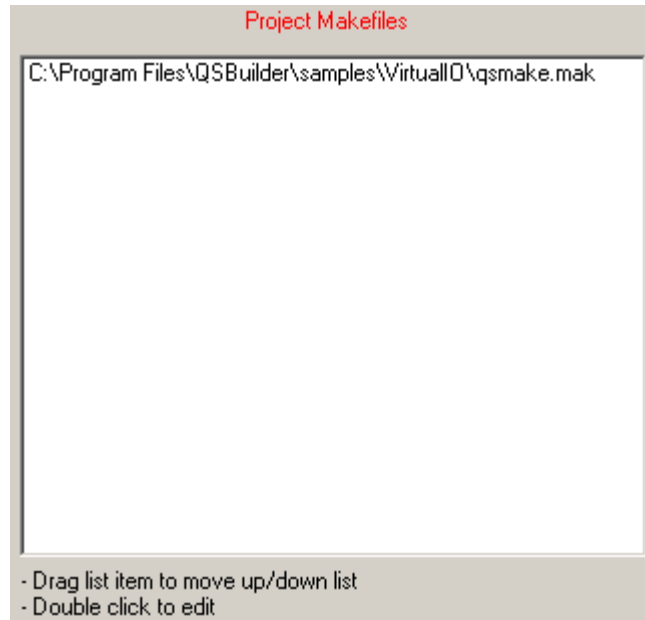 Project Makefiles
C:\Program Files\QSBuilder\samples\VirtualIO\qsmake.mak
- Drag list item to move up/down list
- Double click to edit